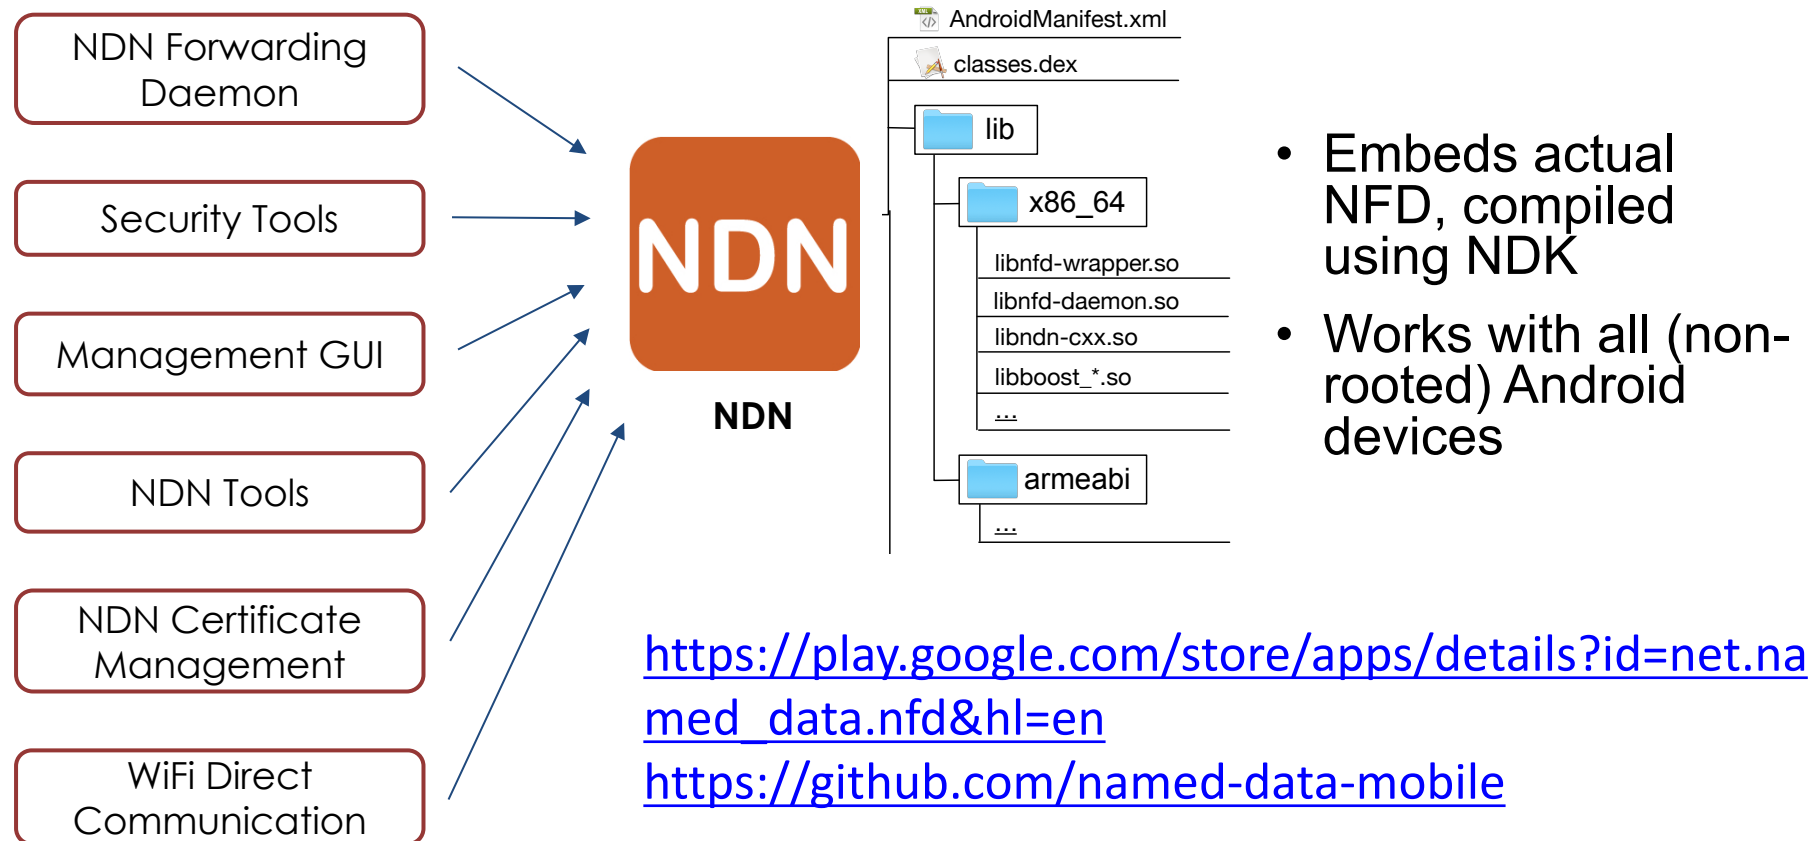 NDN Forwarding
Daemon
Security Tools
Management GUI
NDN Tools
NDN Certificate
Management
WiFi Direct
Communication
NDN
NDN
AndroidManifest.xml
classes.dex
lib
x86_64
libnfd-wrapper.so
libnfd-daemon.so
libndn-cxx.so
libboost_*.so
...
armeabi
...
• Embeds actual
NFD, compiled
using NDK
• Works with all (non-
rooted) Android
devices
https://play.google.com/store/apps/details?id=net.na
med_data.nfd&hl=en
https://github.com/named-data-mobile